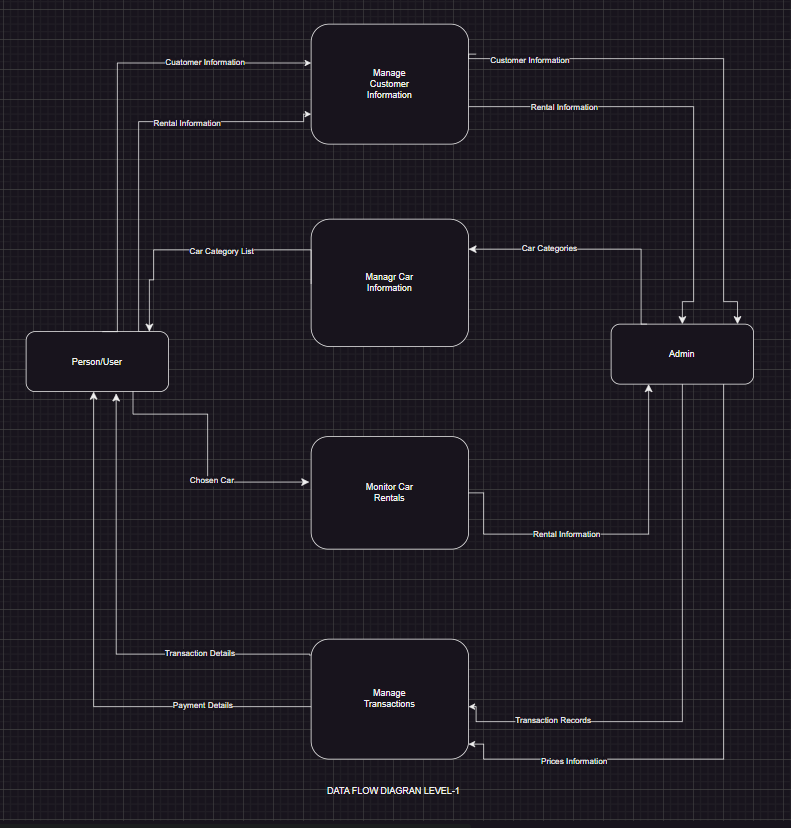 Cuatomer Information
Customer Information
Manage
Customer
Information
Rental Information
Rental Information
Car Category List
Car Categories
Managr Car
Information
Person/User
Admin
Chosen Car
Monitor Car
Rentals
Rental Information
Transaction Details
Payment Details
Manage
Transactions
Transaction Records
Prices Information
DATA FLOW DIAGRAN LEVEL-1